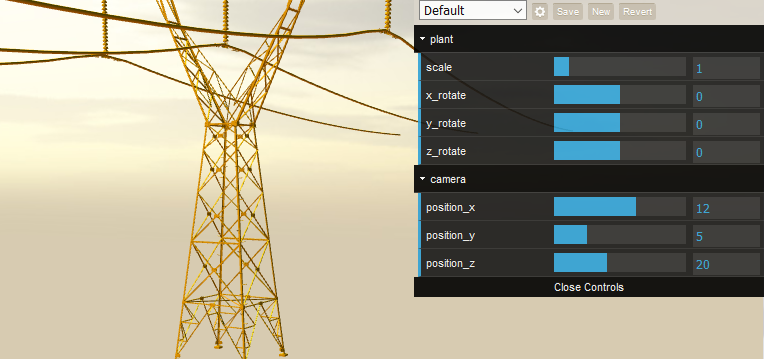 Default Save New Revert
plant
scale 1
x_rotate 0
y_rotate 0
z_rotate 0
camera
position_x 12
position_y 5
position_z 20
Close Controls